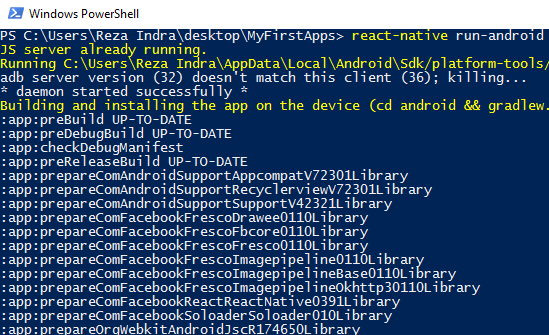 Windows PowerShell
PS C:\Users\Reza Indra\desktop\MyFirstApps> react-native run-android
JS server already running.
Running C:\Users\Reza Indra\AppData\Local\Android\Sdk/platform-tools/
adb server version (32) doesn't match this client (36); killing...
* daemon started successfully *
Building and installing the app on the device (cd android && gradlew.
:app:preBuild UP-TO-DATE
:app:preDebugBuild UP-TO-DATE
:app:checkDebugManifest
:app:preReleaseBuild UP-TO-DATE
:app:prepareComAndroidSupportAppcompatV72301Library
:app:prepareComAndroidSupportRecyclerviewV72301Library
:app:prepareComAndroidSupportSupportV42321Library
:app:prepareComFacebookFrescoDrawee0110Library
:app:prepareComFacebookFrescoFbcore0110Library
:app:prepareComFacebookFrescoFresco0110Library
:app:prepareComFacebookFrescoImagepipeline0110Library
:app:prepareComFacebookFrescoImagepipelineBase0110Library
:app:prepareComFacebookFrescoImagepipelineOkhttp30110Library
:app:prepareComFacebookReactReactNative0391Library
:app:prepareComFacebookSoloaderSoloader010Library
:app:prepareOrgWebkitAndroidJscR174650Library